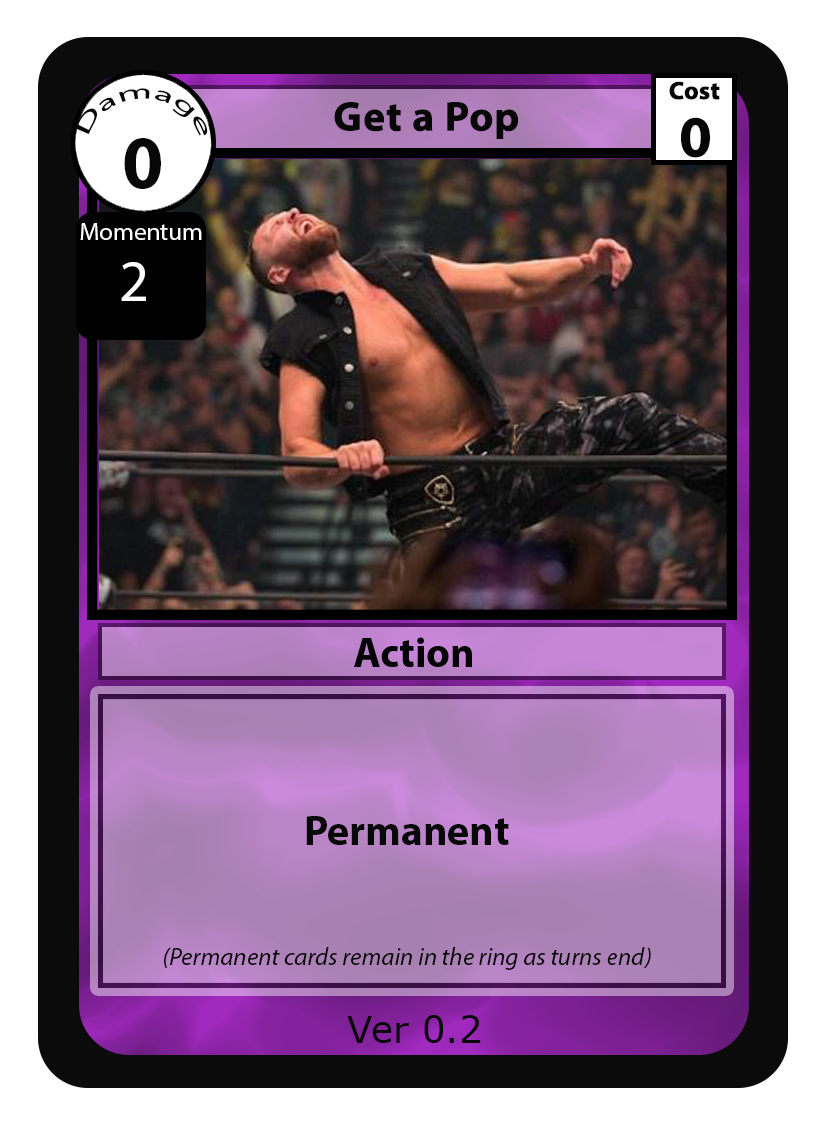 Damage
0
Get a Pop
Cost
0
Momentum
2
Action
Permanent
(Permanent cards remain in the ring as turns end)
Ver 0.2